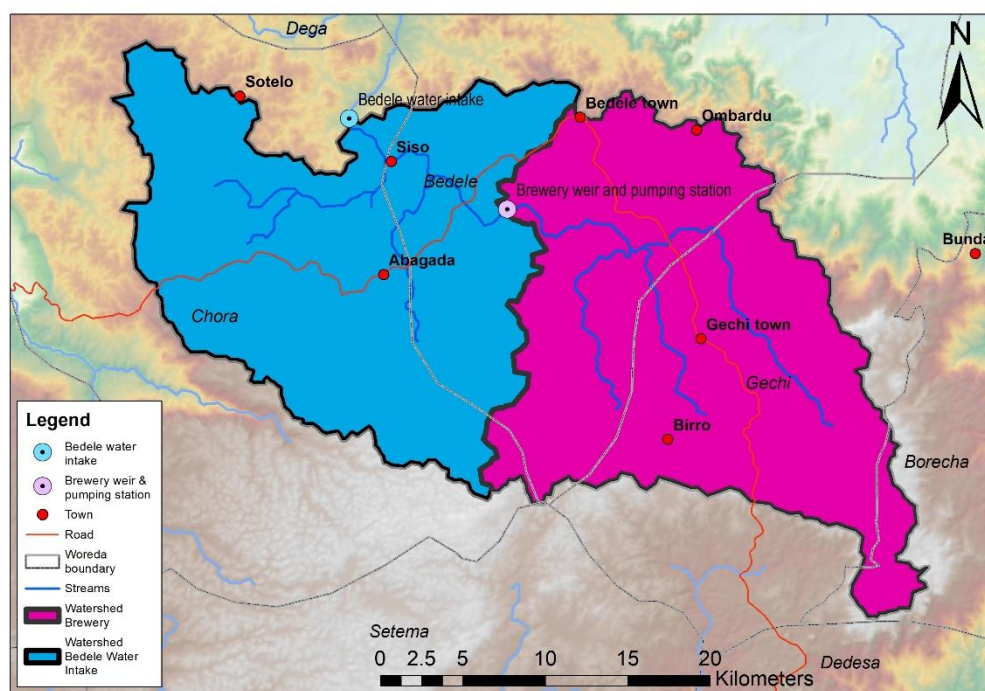 Dega
N
Sotelo
Bedele water intake
Bedele town
Ombardu
Siso
Bedele
Brewery weir and pumping station
Bunda
Abagada
Chora
Gechi town
Gechi
Birro
Borecha
Setema
Dedesa
Legend
Bedele water
intake
Brewery weir &
pumping station
Town
Road
Woreda
boundary
Streams
Watershed
Brewery
Watershed
Bedele Water
Intake
0 2.5 5 10 15 20
Kilometers